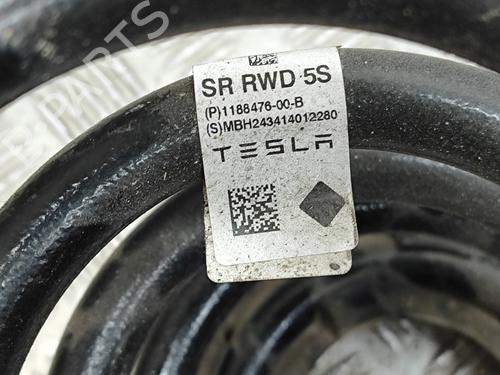 SR RWD 5S
(P)1188476-00-B
(S)MBH243414012280
TESLA